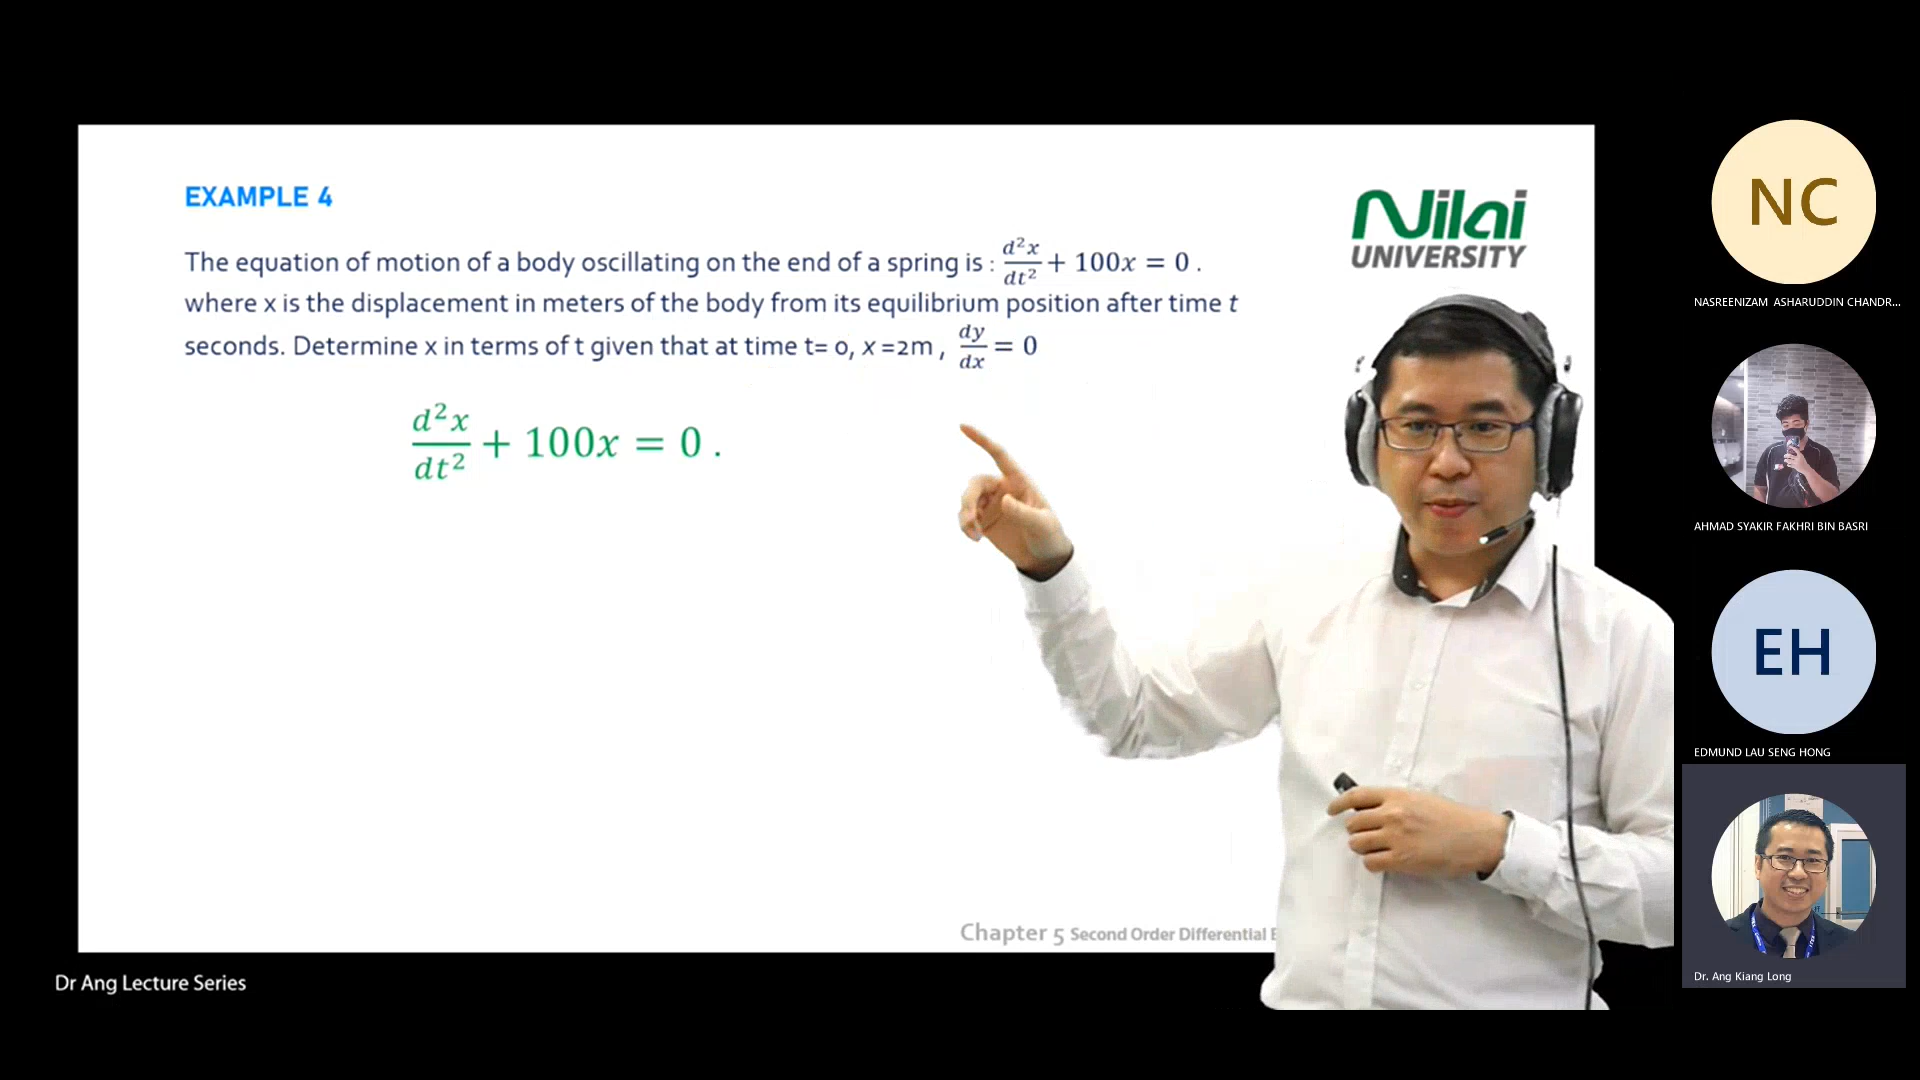 EXAMPLE 4
Nilai
UNIVERSITY
The equation of motion of a body oscillating on the end of a spring is : d²x/dt² + 100x = 0 .
where x is the displacement in meters of the body from its equilibrium position after time t
seconds. Determine x in terms of t given that at time t= 0, x =2m , dy/dx = 0
d²x/dt² + 100x = 0 .
Chapter 5 Second Order Differential E
Dr Ang Lecture Series
NC
NASREENIZAM ASHARUDDIN CHANDR...
AHMAD SYAKIR FAKHRI BIN BASRI
EH
EDMUND LAU SENG HONG
Dr. Ang Kiang Long